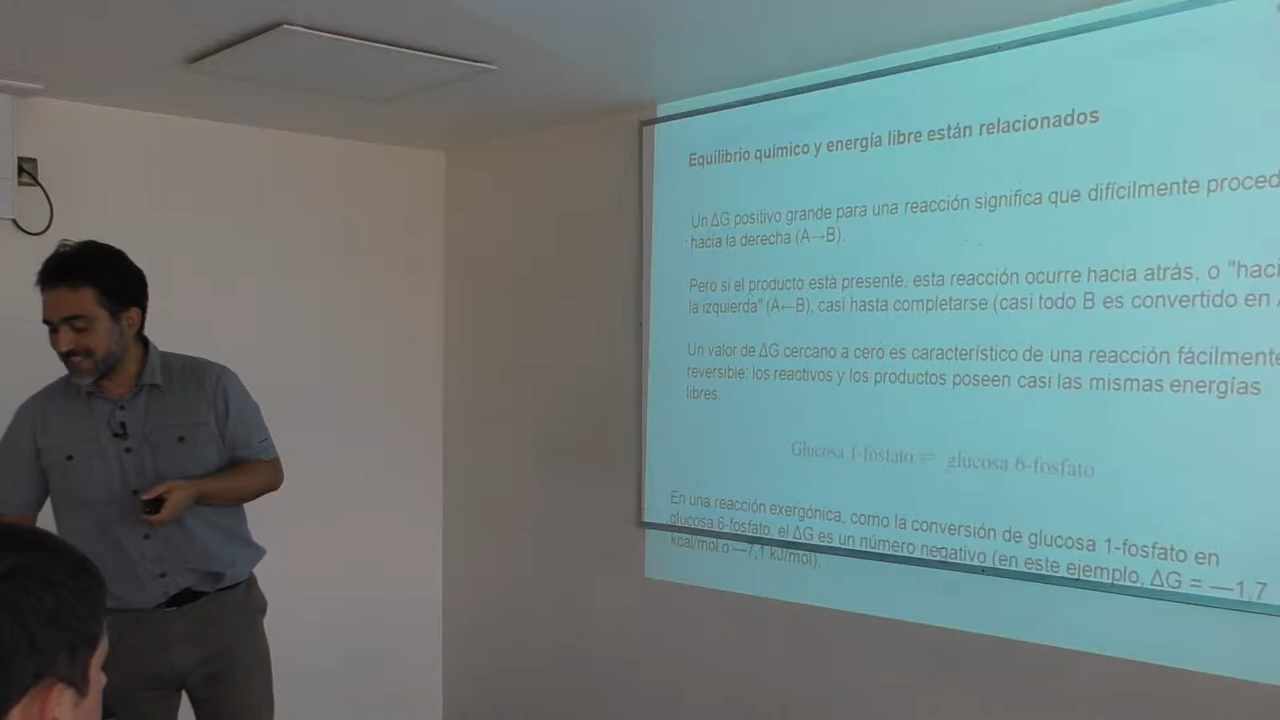 Equilibrio químico y energía libre están relacionados
Un ΔG positivo grande para una reacción significa que difícilmente proced
hacia la derecha (A→B).
Pero si el producto está presente, esta reacción ocurre hacia atrás, o "haci
la izquierda" (A←B), casi hasta completarse (casi todo B es convertido en
Un valor de ΔG cercano a cero es característico de una reacción fácilmente
reversible: los reactivos y los productos poseen casi las mismas energías
libres.
Glucosa 1-fosfato = glucosa 6-fosfato
En una reacción exergónica, como la conversión de glucosa 1-fosfato en
glucosa 6-fosfato, el ΔG es un número negativo (en este ejemplo, ΔG = —1,7
kcal/mol o —7,1 kJ/mol).